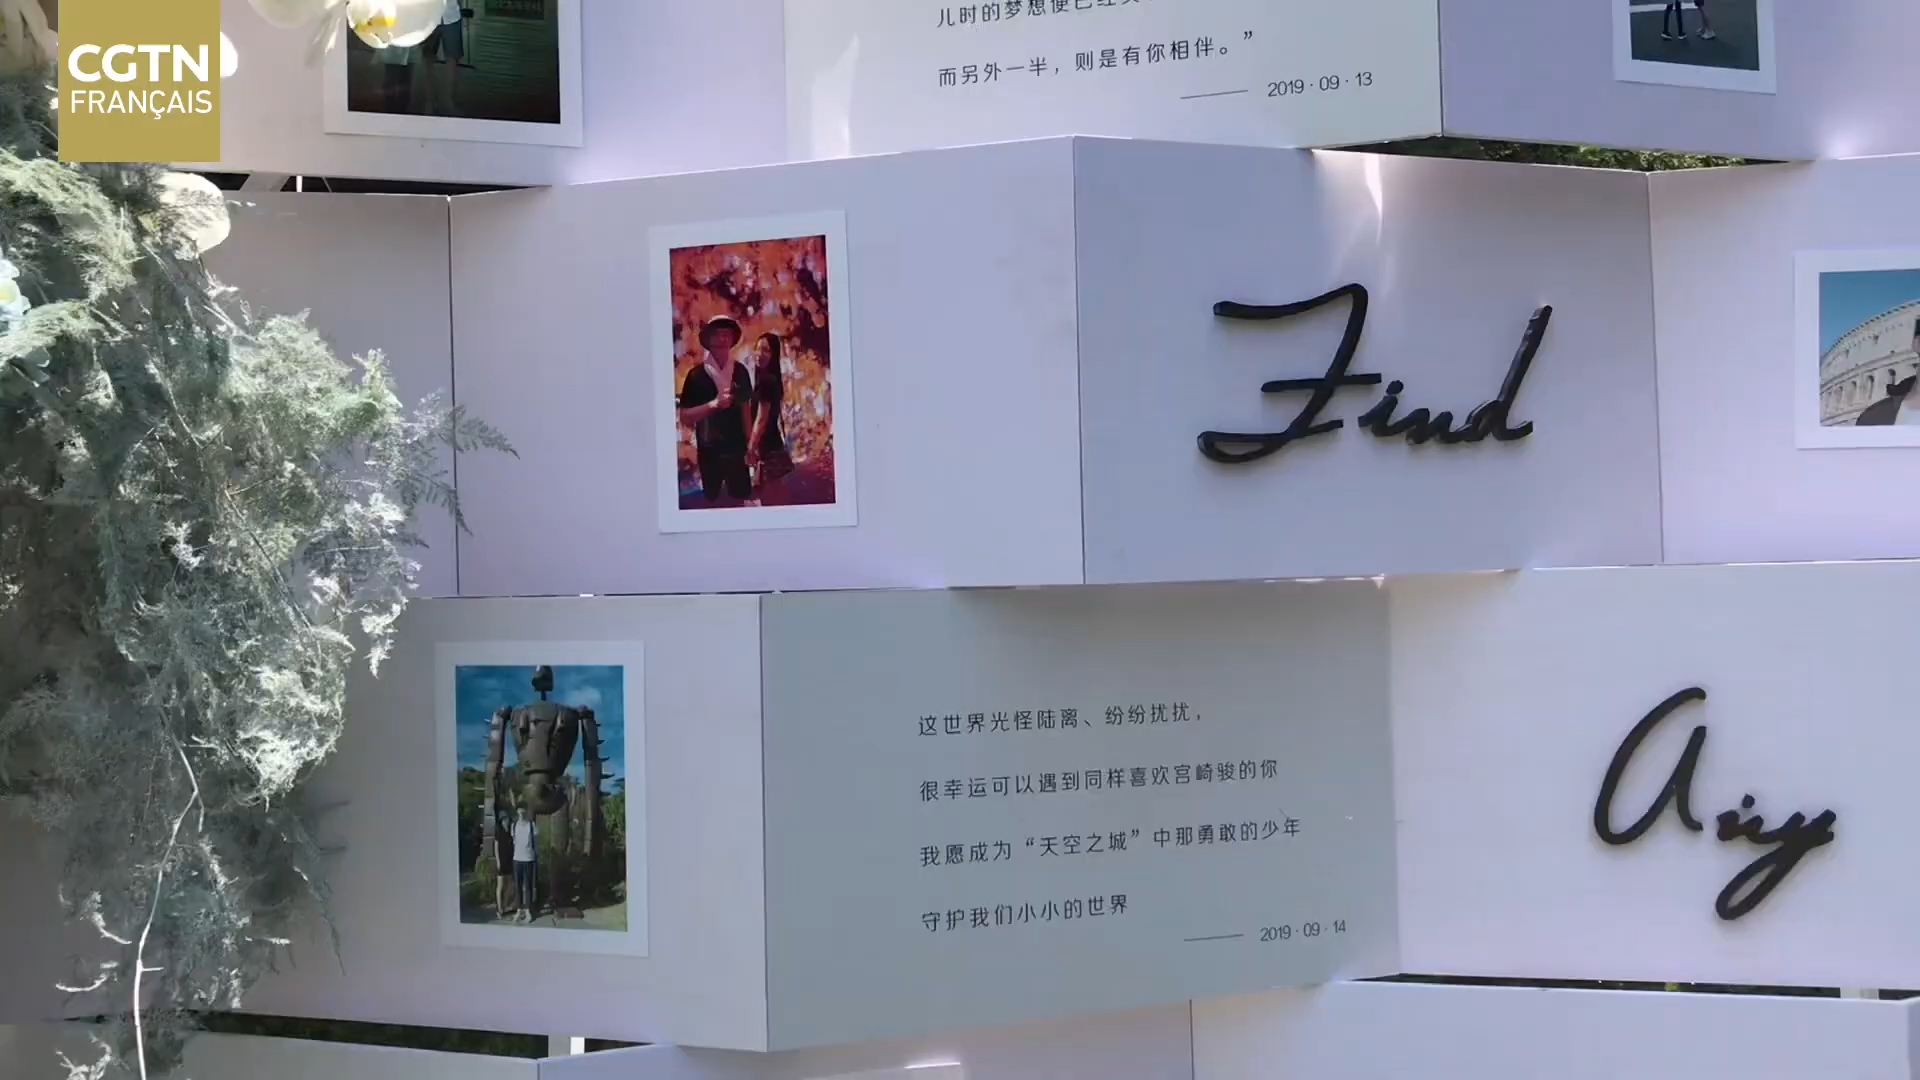 CGTN
FRANÇAIS
儿时的梦想便已经
而另外一半，则是有你相伴。”
2019·09·13
Find
这世界光怪陆离、纷纷扰扰，
很幸运可以遇到同样喜欢宫崎骏的你
我愿成为“天空之城”中那勇敢的少年
守护我们小小的世界
2019·09·14